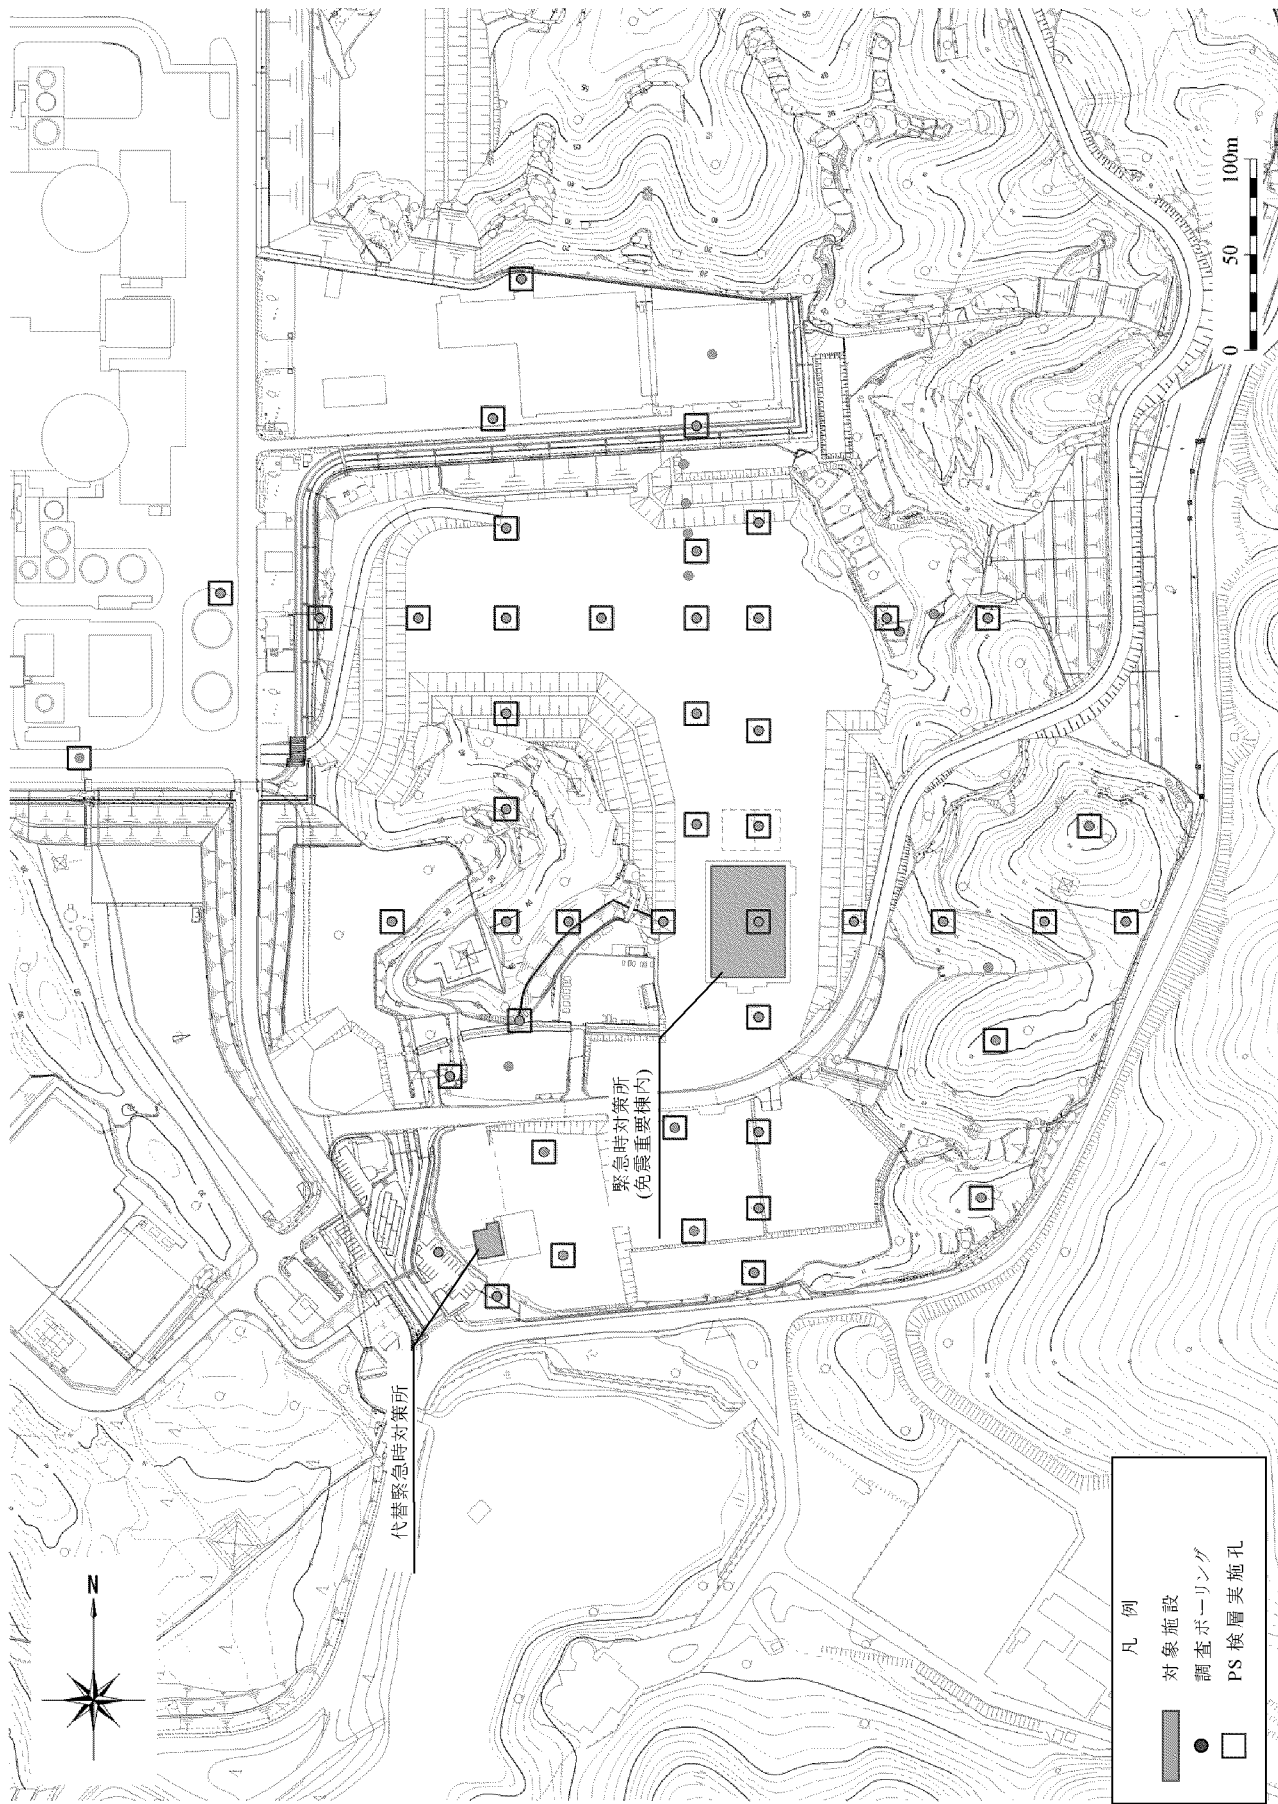 N
代替緊急時対策所
緊急時対策所
(免震重要棟内)
0 50 100m
凡 例
対象施設
調査ボーリング
PS 検層実施孔